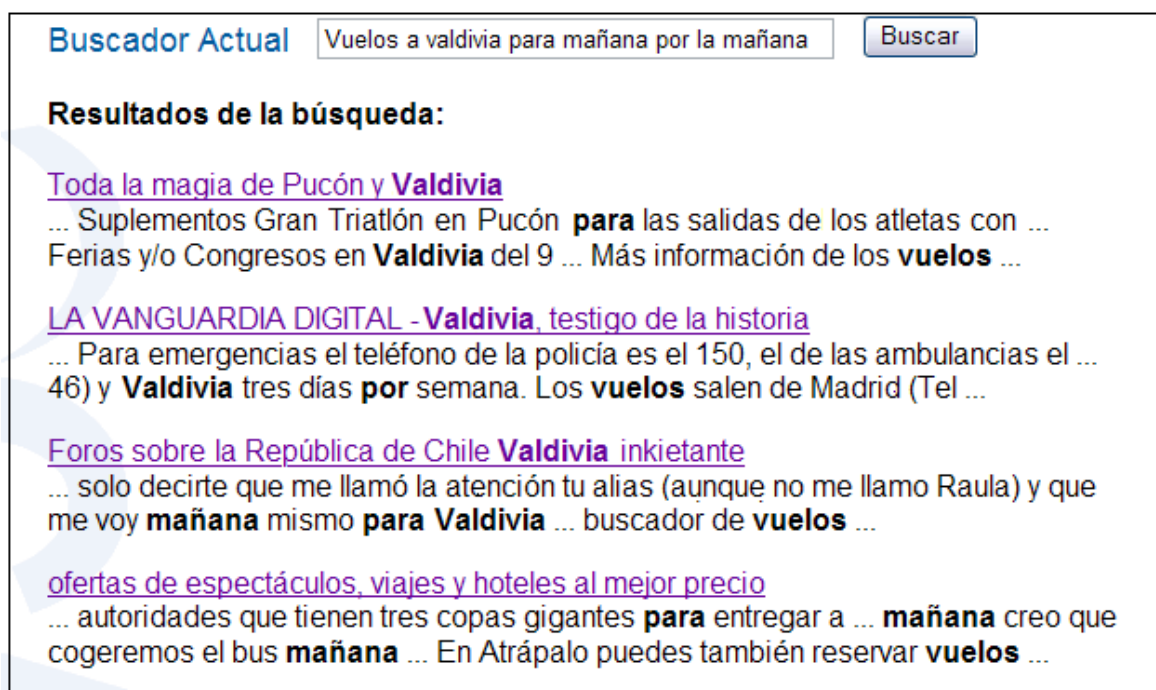 Buscador Actual Vuelos a valdivia para mañana por la mañana Buscar
Resultados de la búsqueda:
Toda la magia de Pucón y Valdivia
... Suplementos Gran Triatlón en Pucón para las salidas de los atletas con ...
Ferias y/o Congresos en Valdivia del 9 ... Más información de los vuelos ...
LA VANGUARDIA DIGITAL - Valdivia, testigo de la historia
... Para emergencias el teléfono de la policía es el 150, el de las ambulancias el ...
46) y Valdivia tres días por semana. Los vuelos salen de Madrid (Tel ...
Foros sobre la República de Chile Valdivia inkietante
... solo decirte que me llamó la atención tu alias (aunque no me llamo Raula) y que
me voy mañana mismo para Valdivia ... buscador de vuelos ...
ofertas de espectáculos, viajes y hoteles al mejor precio
... autoridades que tienen tres copas gigantes para entregar a ... mañana creo que
cogeremos el bus mañana ... En Atrápalo puedes también reservar vuelos ...